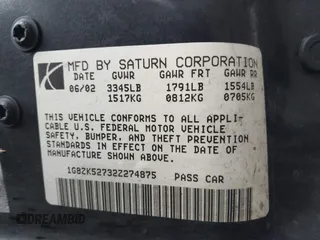 MFD BY SATURN CORPORATION
DATE GVWR GAWR FRT GAWR RR
06/02 3345LB 1791LB 1554LB
1517KG 0812KG 0705KG
THIS VEHICLE CONFORMS TO ALL APPLI-
CABLE U.S. FEDERAL MOTOR VEHICLE
SAFETY, BUMPER, AND THEFT PREVENTION
STANDARDS IN EFFECT ON THE DATE OF
MANUFACTURE SHOWN ABOVE.
1G8ZK52732Z274875 PASS CAR
DREAMBID